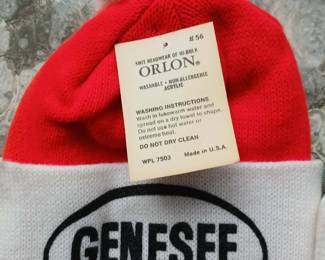 # 56
KNIT HEADWEAR OF HI-BULK
ORLON®
WASHABLE • NON-ALLERGENIC
ACRYLIC
WASHING INSTRUCTIONS
Wash in lukewarm water and
spread on a dry towel to shape.
Do not use hot water or
extreme heat.
DO NOT DRY CLEAN
WPL 7503 Made in U.S.A.
GENESEE